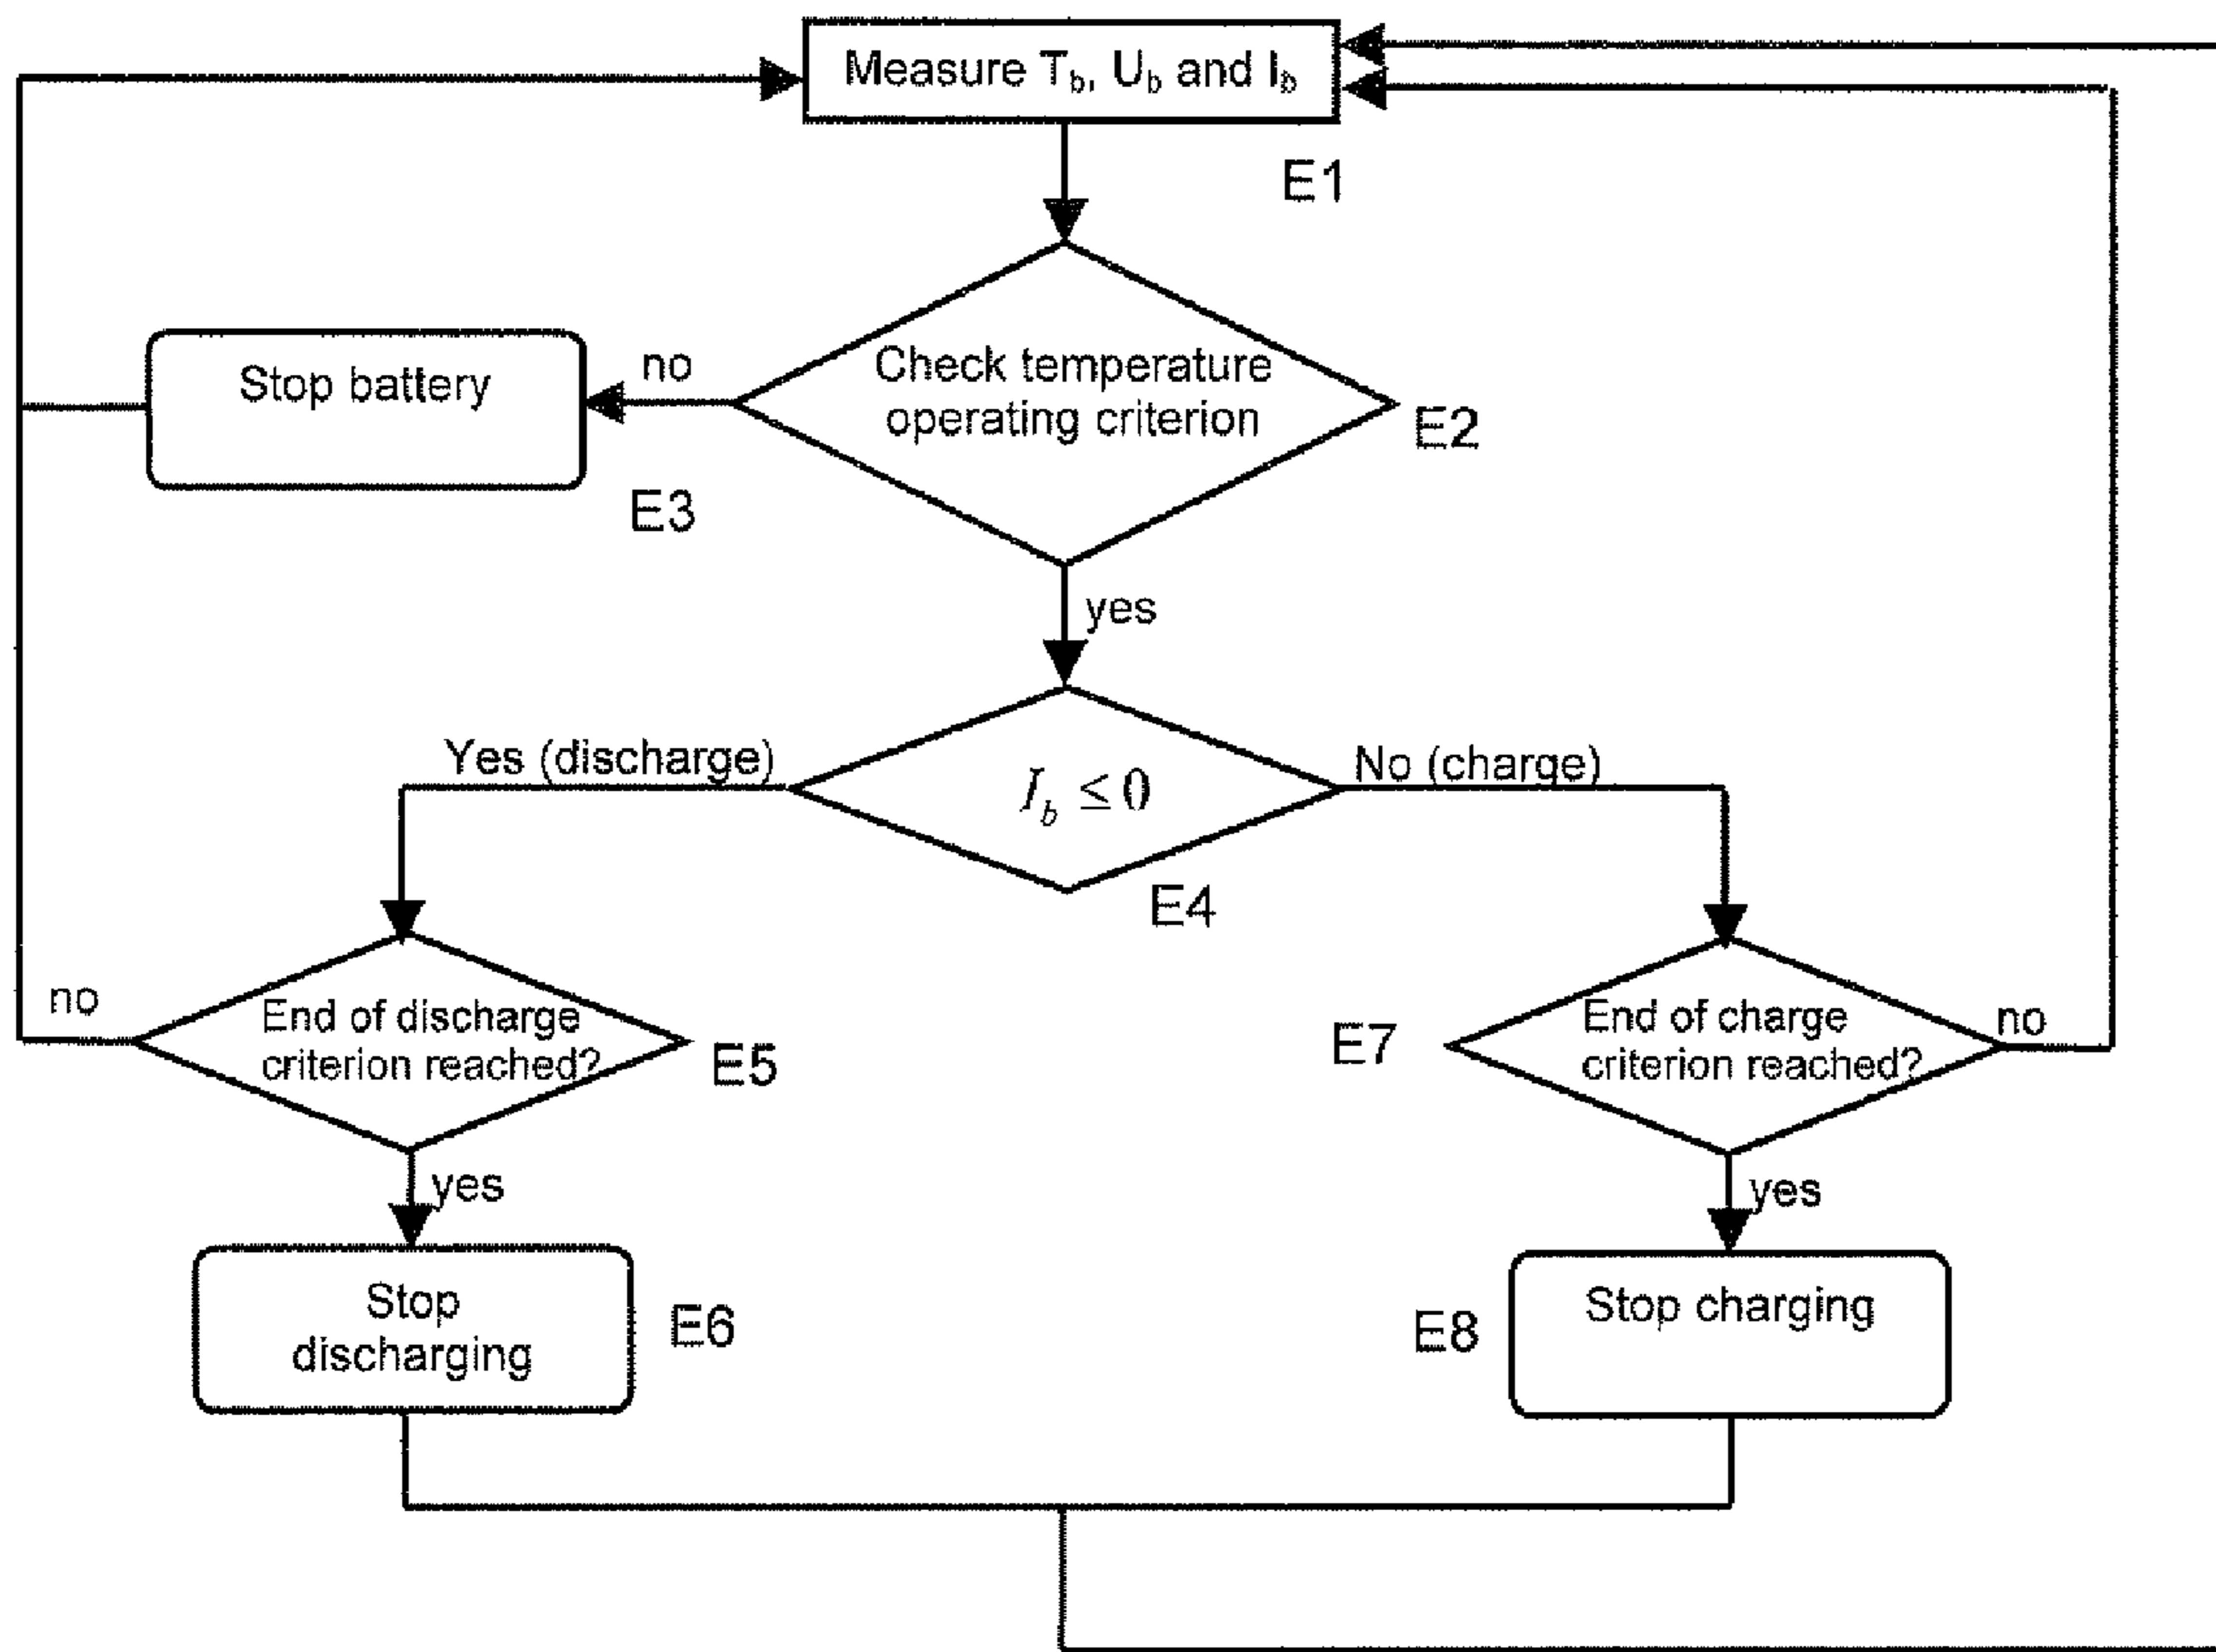 Measure T_b, U_b and I_b
E1
Check temperature
operating criterion
E2
no
Stop battery
E3
yes
Yes (discharge)
No (charge)
I_b ≤ 0
E4
no
End of discharge
criterion reached?
E5
E7
End of charge
criterion reached?
no
yes
yes
Stop
discharging
E6
E8
Stop charging